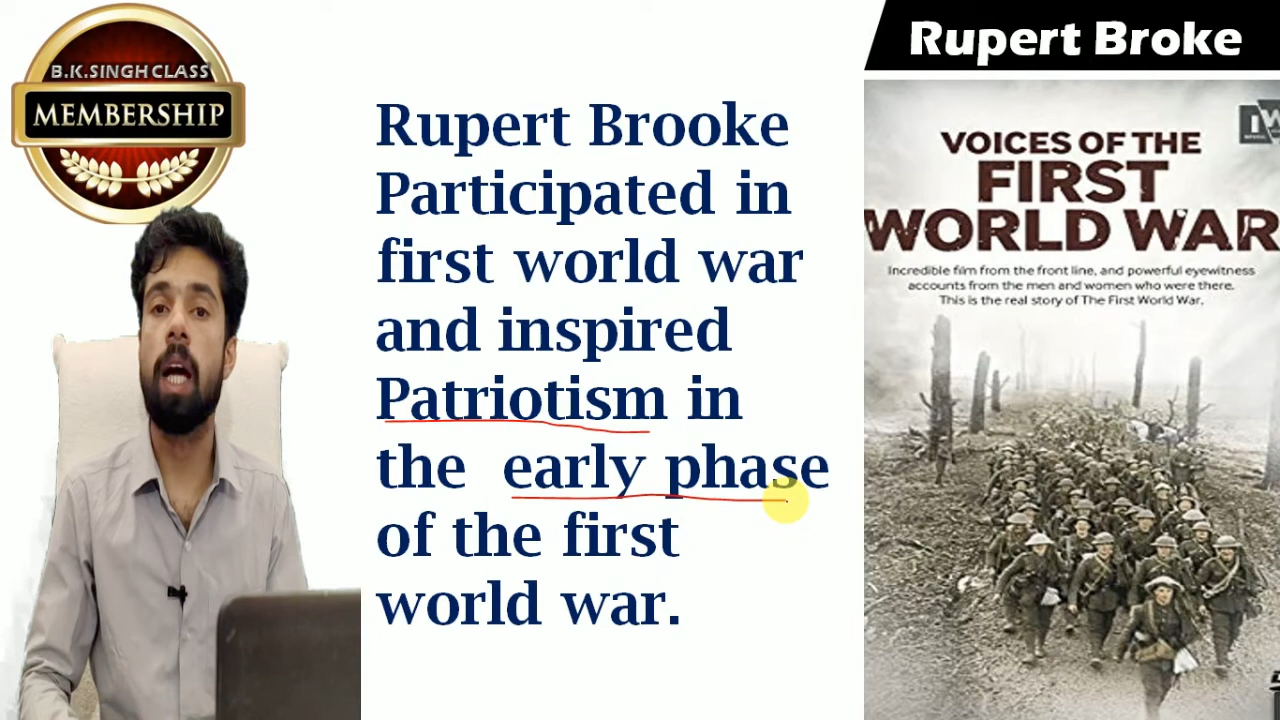 B.K.SINGH CLASS
MEMBERSHIP
Rupert Brooke
Participated in
first world war
and inspired
Patriotism in
the early phase
of the first
world war.
Rupert Broke
VOICES OF THE
FIRST
WORLD WAR
Incredible film from the front line, and powerful eyewitness
accounts from the men and women who were there.
This is the real story of The First World War.